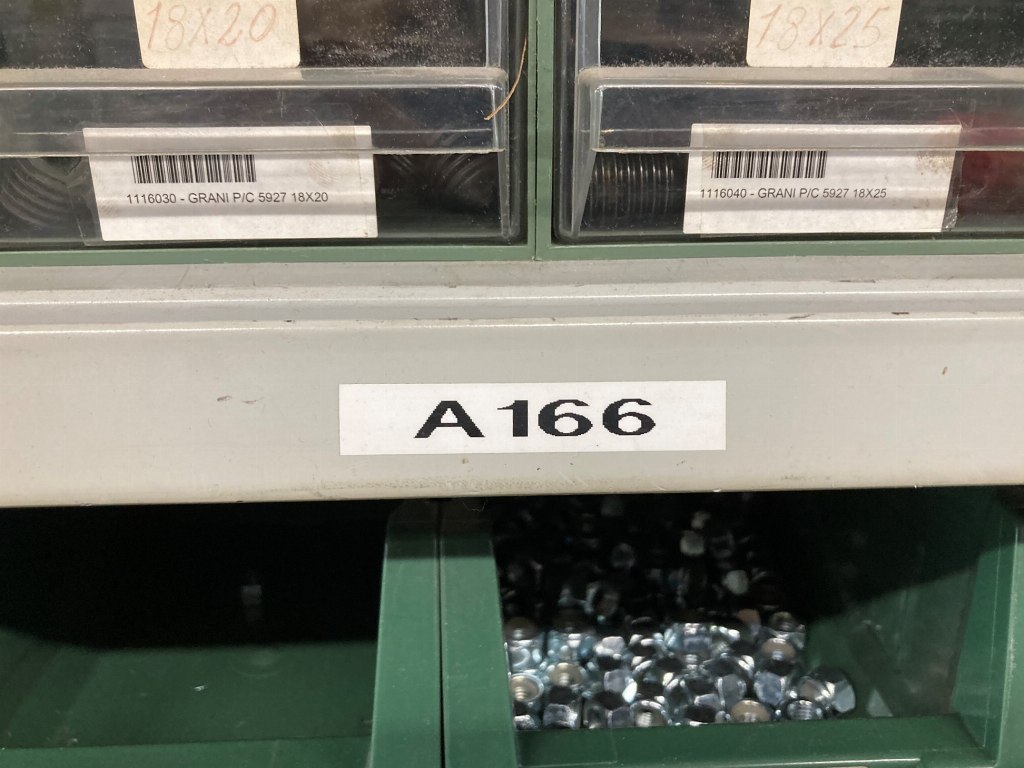 18X20
18X25
1116030 - GRANI P/C 5927 18X20
1116040 - GRANI P/C 5927 18X25
A166